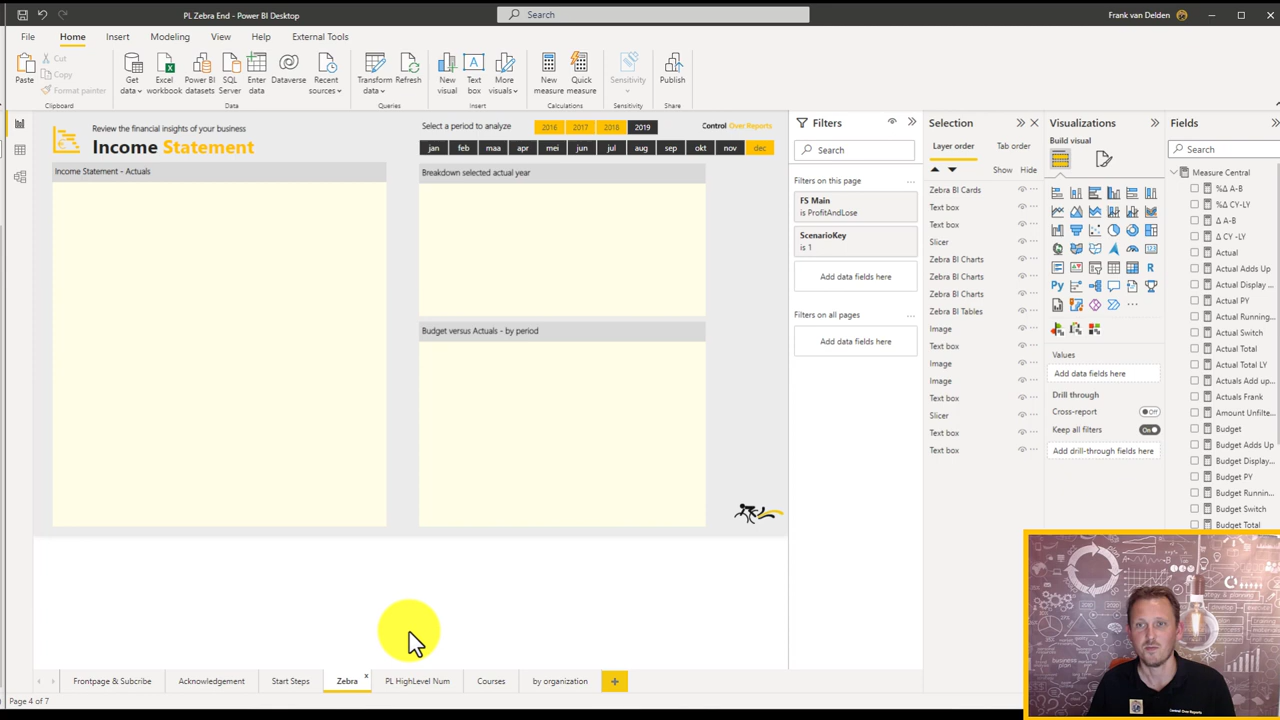 PL Zebra End - Power BI Desktop
Search
Frank van Delden
File Home Insert Modeling View Help External Tools
Paste
Cut
Copy
Format painter
Clipboard
Get data
Excel workbook
Power BI datasets
SQL Server
Enter data
Dataverse
Recent sources
Data
Transform data
Refresh
Queries
New visual
Text box
More visuals
Insert
New measure
Quick measure
Calculations
Sensitivity
Sensitivity
Publish
Share
Review the financial insights of your business
Income Statement
Select a period to analyze
2016 2017 2018 2019
Control Over Reports
jan feb maa apr mei jun jul aug sep okt nov dec
Income Statement - Actuals
Breakdown selected actual year
Budget versus Actuals - by period
Filters
Search
Filters on this page
FS Main
is ProfitAndLose
ScenarioKey
is 1
Add data fields here
Filters on all pages
Add data fields here
Selection
Layer order Tab order
Show Hide
Zebra BI Cards
Text box
Text box
Slicer
Zebra BI Charts
Zebra BI Charts
Zebra BI Charts
Zebra BI Tables
Image
Text box
Image
Image
Text box
Slicer
Text box
Text box
Visualizations
Build visual
Values
Add data fields here
Drill through
Cross-report Off
Keep all filters On
Add drill-through fields here
Fields
Search
Measure Central
%Δ A-B
%Δ CY-LY
Δ A-B
Δ CY -LY
Actual
Actual Adds Up
Actual Display ...
Actual PY
Actual Running...
Actual Switch
Actual Total
Actual Total LY
Actuals Add up...
Actuals Frank
Amount Unfilte...
Budget
Budget Adds Up
Budget Display...
Budget PY
Budget Runnin...
Budget Switch
Budget Total
Frontpage & Subcribe Acknowledgement Start Steps Zebra PL HighLevel Num Courses by organization
Page 4 of 7
Control Over Reports